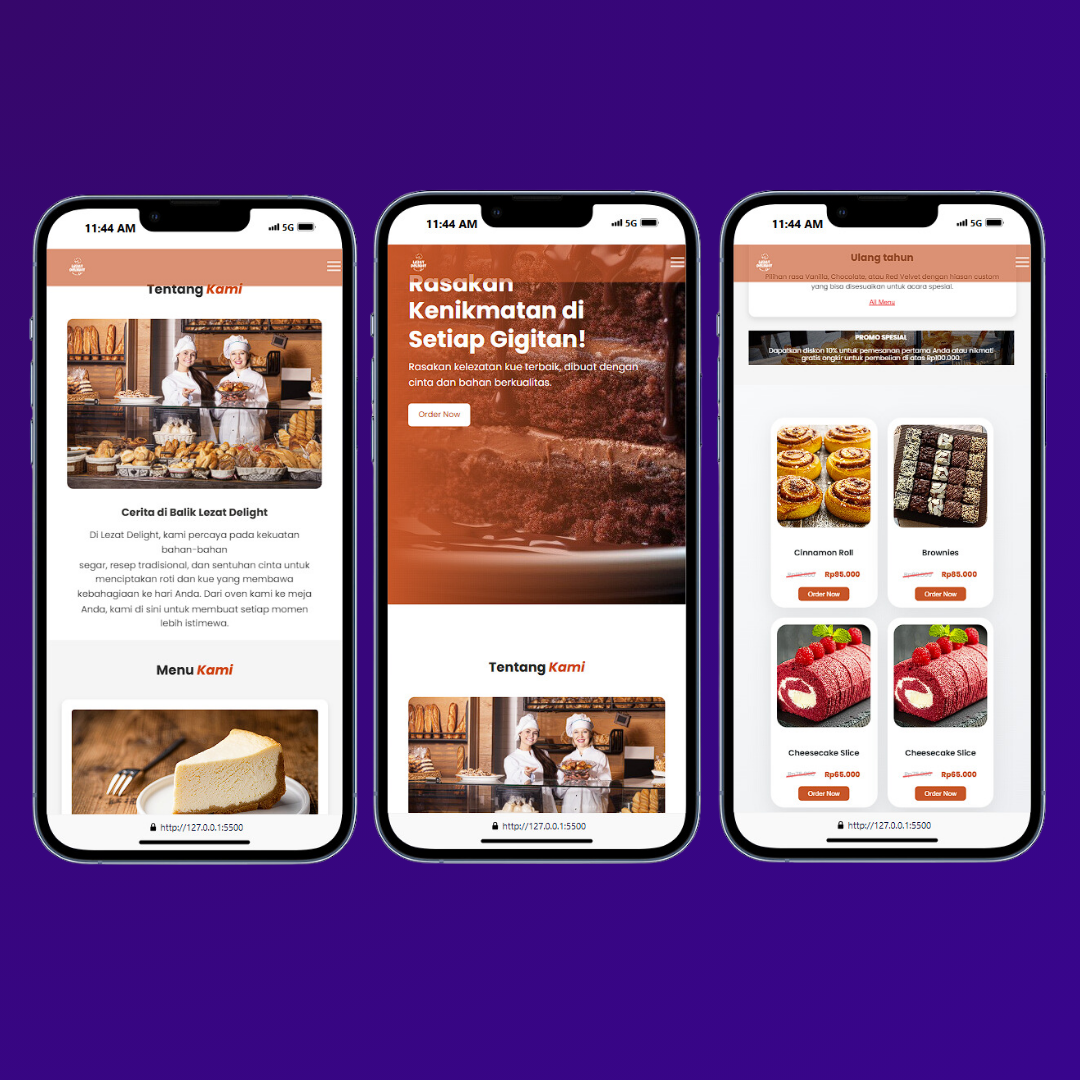 11:44 AM
5G
LEZAT
DELIGHT
Tentang Kami
Cerita di Balik Lezat Delight
Di Lezat Delight, kami percaya pada kekuatan
bahan-bahan
segar, resep tradisional, dan sentuhan cinta untuk
menciptakan roti dan kue yang membawa
kebahagiaan ke hari Anda. Dari oven kami ke meja
Anda, kami di sini untuk membuat setiap momen
lebih istimewa.
Menu Kami
http://127.0.0.1:5500
11:44 AM
5G
LEZAT
DELIGHT
Rasakan
Kenikmatan di
Setiap Gigitan!
Rasakan kelezatan kue terbaik, dibuat dengan
cinta dan bahan berkualitas.
Order Now
Tentang Kami
http://127.0.0.1:5500
11:44 AM
5G
LEZAT
DELIGHT
Ulang tahun
Pilihan rasa Vanilla, Chocolate, atau Red Velvet dengan hiasan custom
yang bisa disesuaikan untuk acara spesial.
All Menu
PROMO SPESIAL
Dapatkan diskon 10% untuk pemesanan pertama Anda atau nikmati
gratis ongkir untuk pembelian di atas Rp100.000.
Cinnamon Roll
Rp95.000
Order Now
Brownies
Rp85.000
Order Now
Cheesecake Slice
Rp65.000
Order Now
Cheesecake Slice
Rp65.000
Order Now
http://127.0.0.1:5500